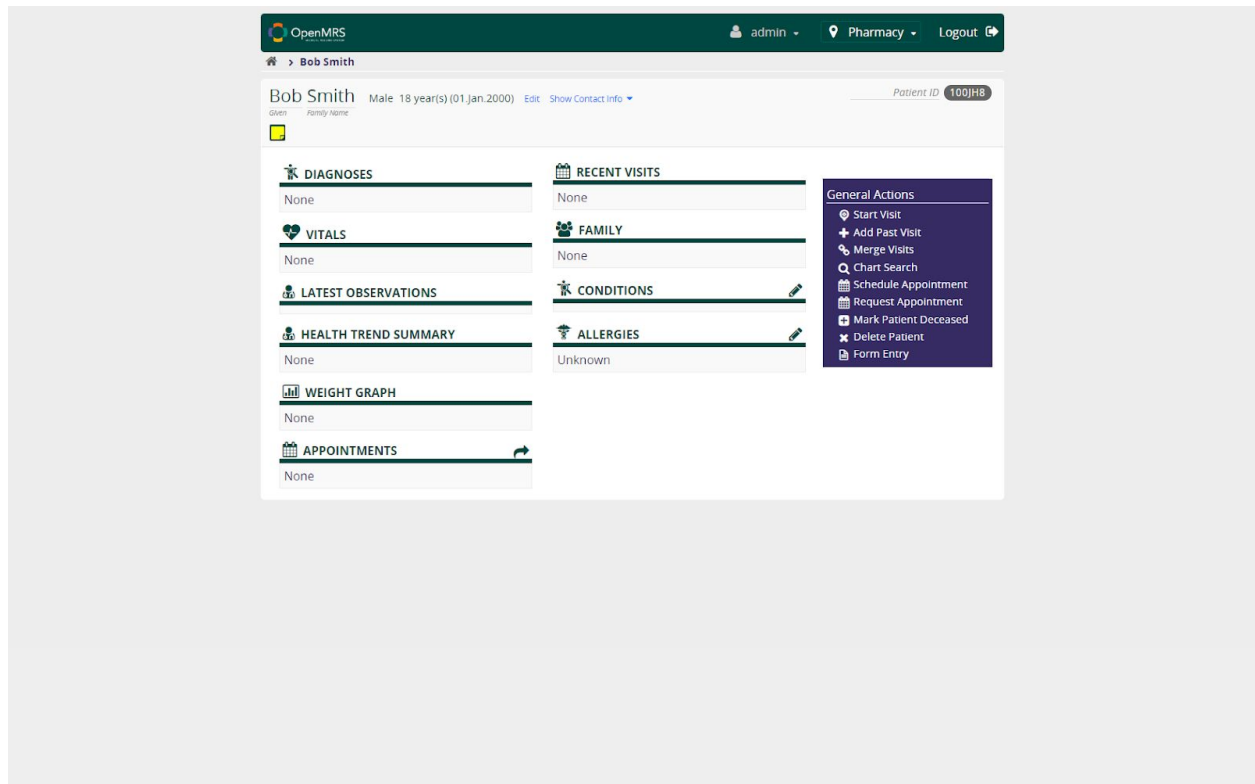 OpenMRS
admin
Pharmacy
Logout
> Bob Smith
Bob Smith Male 18 year(s) (01.Jan.2000) Edit Show Contact Info
Given Family Name
Patient ID 100JH8
DIAGNOSES
None
VITALS
None
LATEST OBSERVATIONS
HEALTH TREND SUMMARY
None
WEIGHT GRAPH
None
APPOINTMENTS
None
RECENT VISITS
None
FAMILY
None
CONDITIONS
ALLERGIES
Unknown
General Actions
Start Visit
Add Past Visit
Merge Visits
Chart Search
Schedule Appointment
Request Appointment
Mark Patient Deceased
Delete Patient
Form Entry